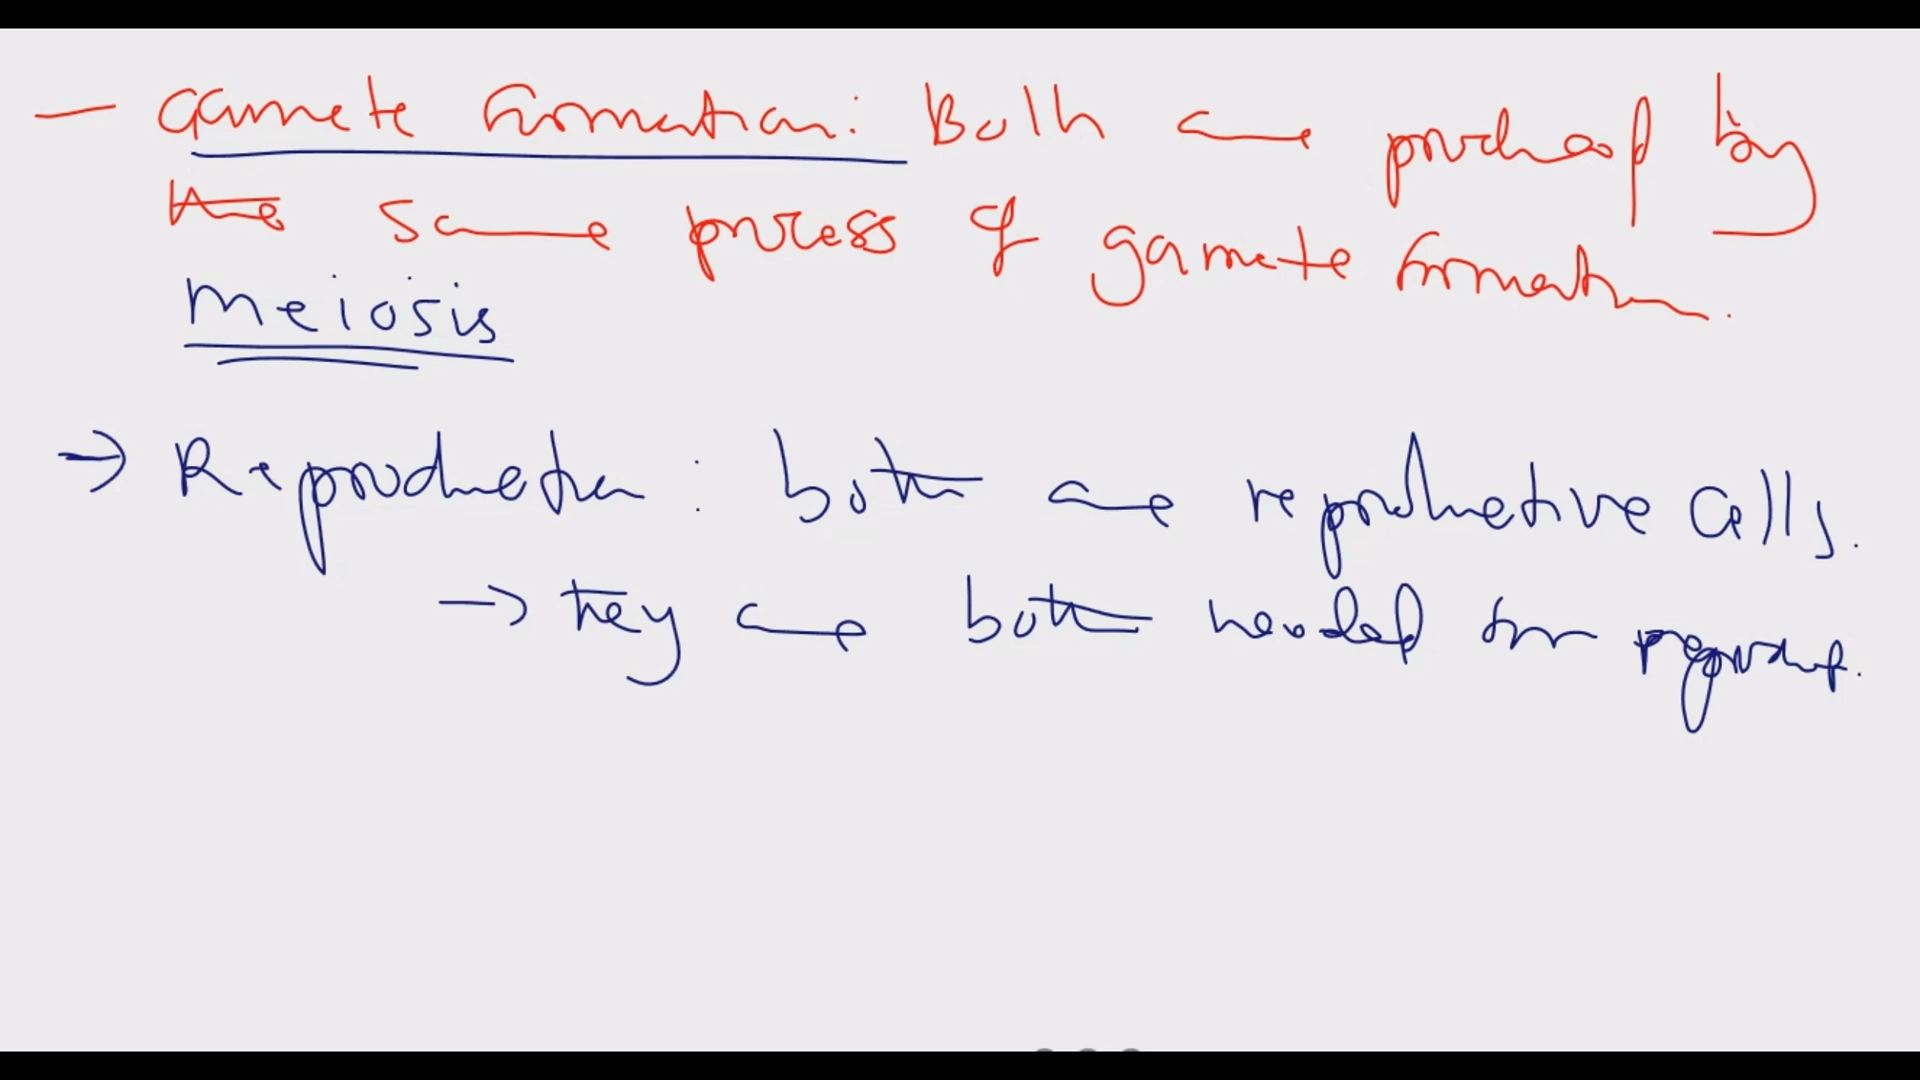 - Gamete Formation: Both are produced by
the same process of gamete formation.
meiosis
→ Reproduction: both are reproductive cells.
→ they are both needed for reproduct.